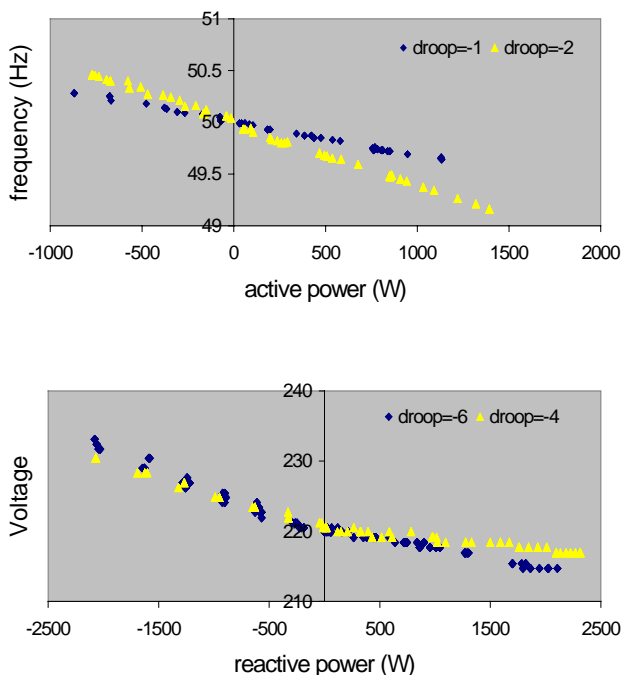 51
droop=-1 droop=-2
50.5
50
49.5
49
frequency (Hz)
-1000 -500 0 500 1000 1500 2000
active power (W)
240
droop=-6 droop=-4
230
220
210
Voltage
-2500 -1500 -500 500 1500 2500
reactive power (W)